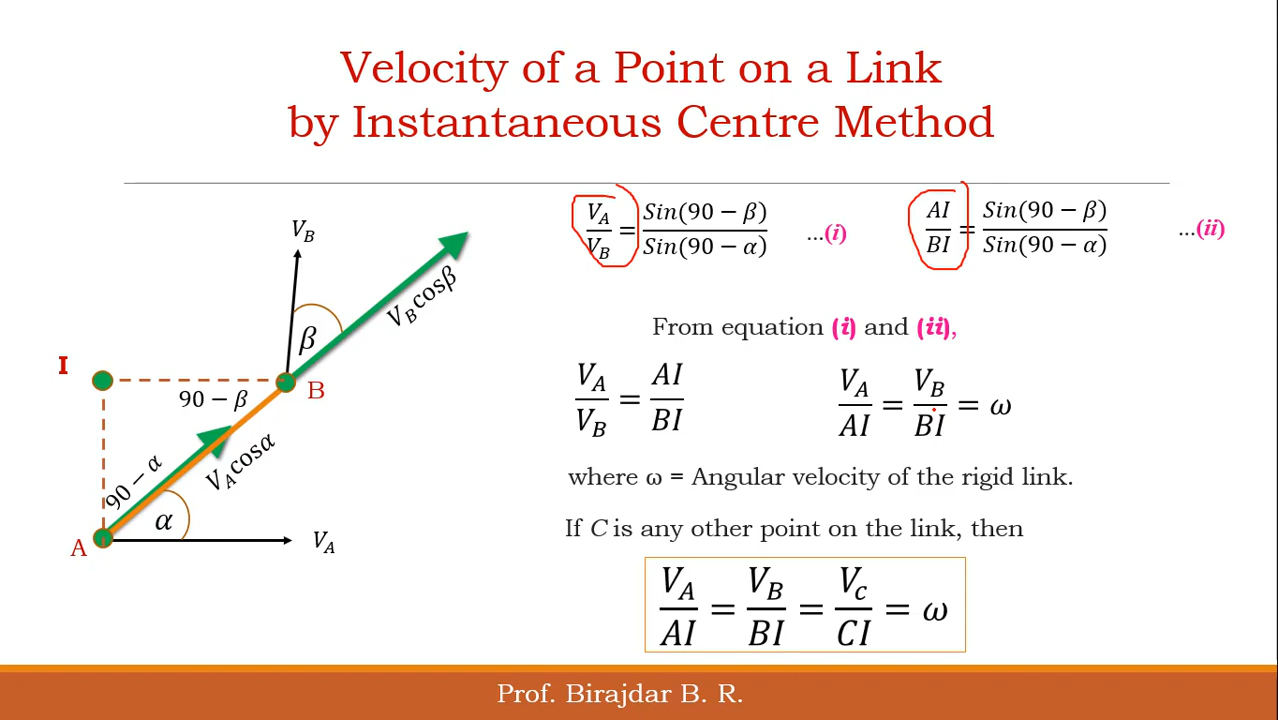 Velocity of a Point on a Link
by Instantaneous Centre Method
V_A/V_B = Sin(90 − β)/Sin(90 − α) ...(i)
AI/BI = Sin(90 − β)/Sin(90 − α) ...(ii)
From equation (i) and (ii),
V_A/V_B = AI/BI
V_A/AI = V_B/BI = ω
where ω = Angular velocity of the rigid link.
If C is any other point on the link, then
V_A/AI = V_B/BI = V_c/CI = ω
V_B
V_B cosβ
β
I
B
90 − β
90 − α
V_A cosα
α
A
V_A
Prof. Birajdar B. R.